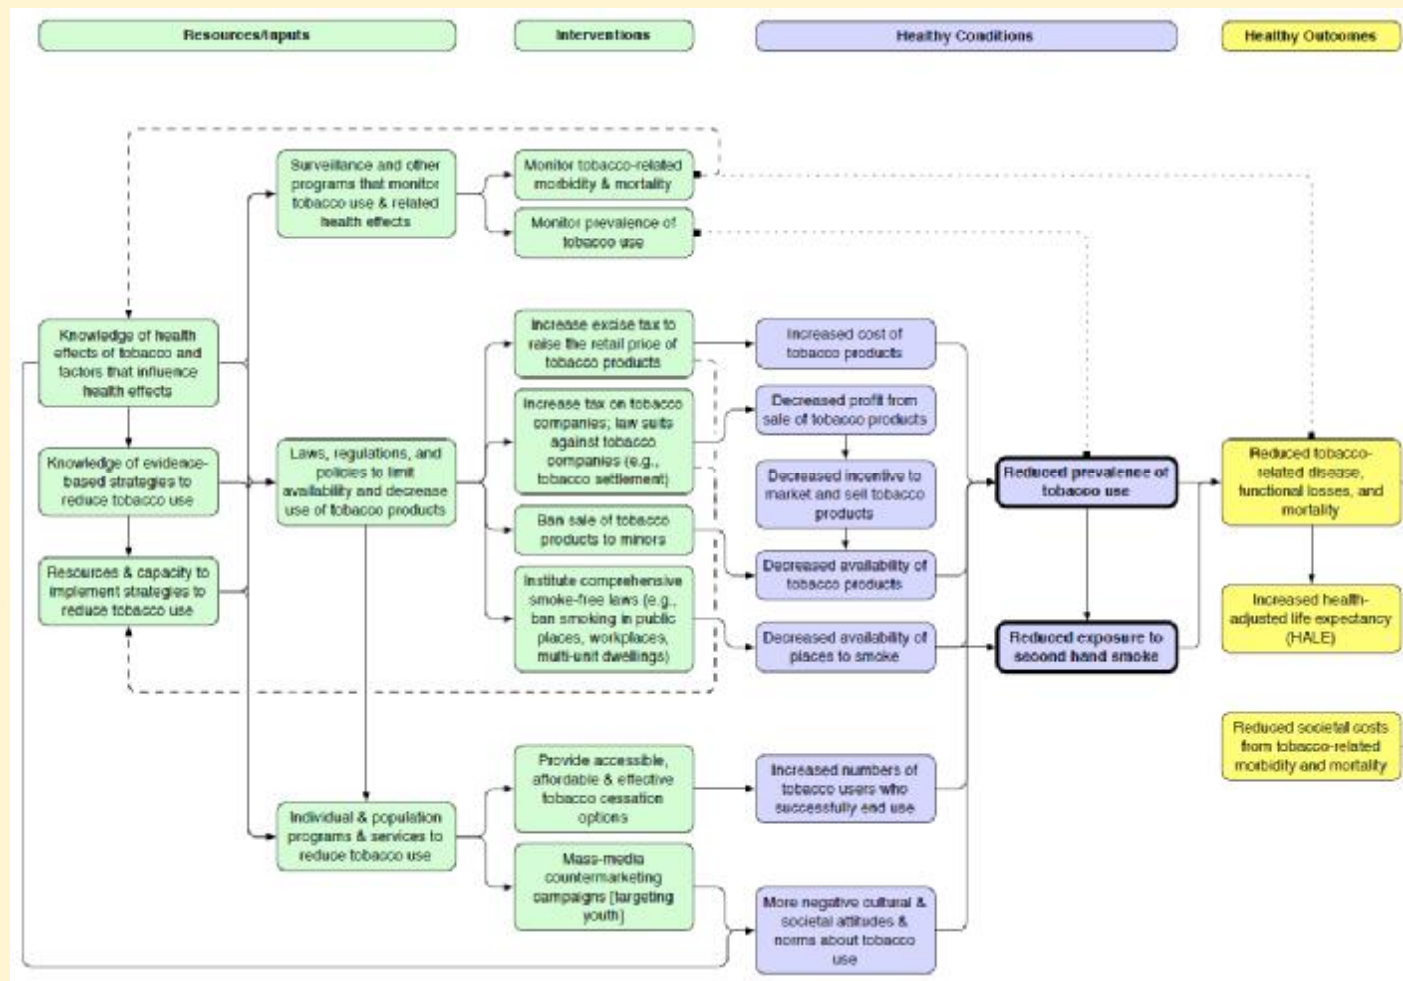 Resources/Inputs
Interventions
Healthy Conditions
Healthy Outcomes
Surveillance and other
programs that monitor
tobacco use & related
health effects
Monitor tobacco-related
morbidity & mortality
Monitor prevalence of
tobacco use
Knowledge of health
effects of tobacco and
factors that influence
health effects
Knowledge of evidence-
based strategies to
reduce tobacco use
Resources & capacity to
implement strategies to
reduce tobacco use
Laws, regulations, and
policies to limit
availability and decrease
use of tobacco products
Increase excise tax to
raise the retail price of
tobacco products
Increase tax on tobacco
companies; law suits
against tobacco
companies (e.g.,
tobacco settlement)
Ban sale of tobacco
products to minors
Institute comprehensive
smoke-free laws (e.g.,
ban smoking in public
places, workplaces,
multi-unit dwellings)
Increased cost of
tobacco products
Decreased profit from
sale of tobacco products
Decreased incentive to
market and sell tobacco
products
Decreased availability of
tobacco products
Decreased availability of
places to smoke
Reduced prevalence of
tobacco use
Reduced exposure to
second hand smoke
Reduced tobacco-
related disease,
functional losses, and
mortality
Increased health-
adjusted life expectancy
(HALE)
Reduced societal costs
from tobacco-related
morbidity and mortality
Individual & population
programs & services to
reduce tobacco use
Provide accessible,
affordable & effective
tobacco cessation
options
Mass-media
countermarketing
campaigns [targeting
youth]
Increased numbers of
tobacco users who
successfully end use
More negative cultural &
societal attitudes &
norms about tobacco
use